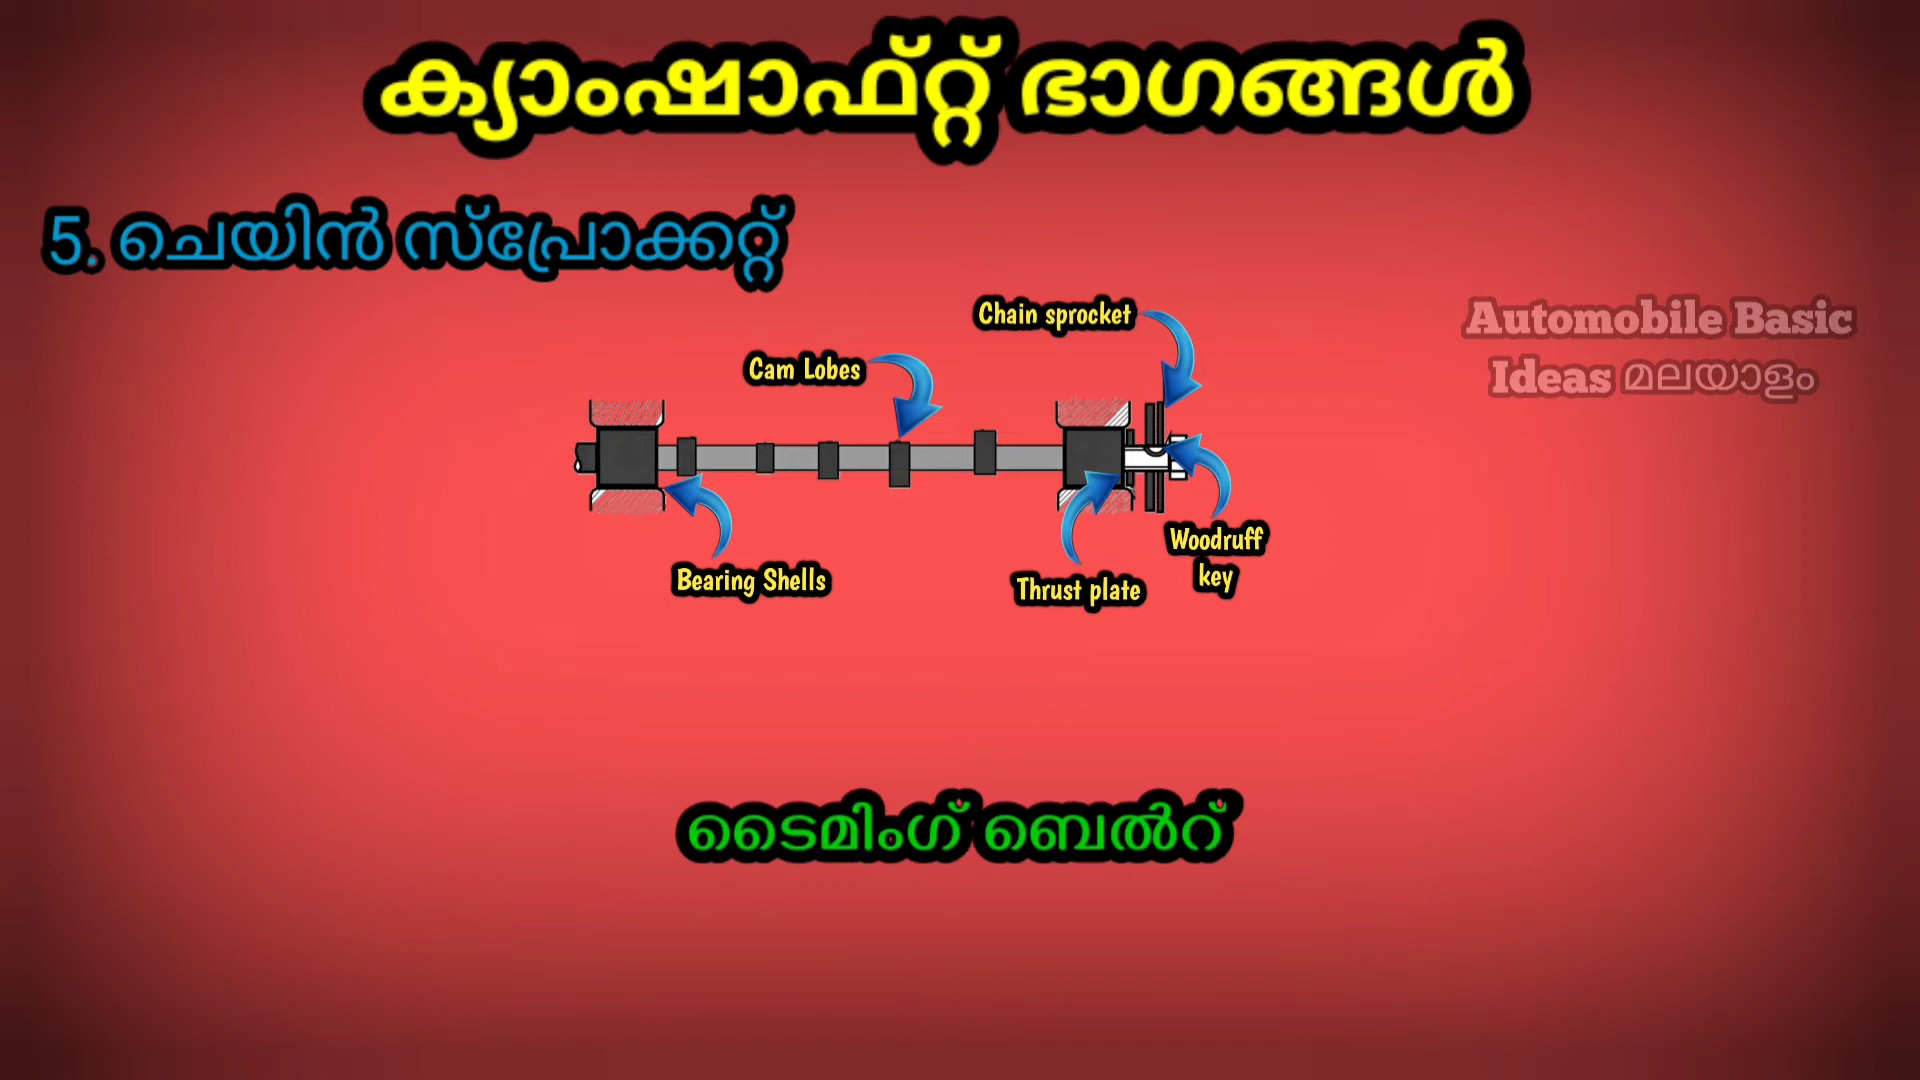 ക്യാംഷാഫ്റ്റ് ഭാഗങ്ങൾ
5. ചെയിൻ സ്പ്രോക്കറ്റ്
Chain sprocket
Automobile Basic
Ideas മലയാളം
Cam Lobes
Woodruff
key
Bearing Shells
Thrust plate
ടൈമിംഗ് ബെൽറ്